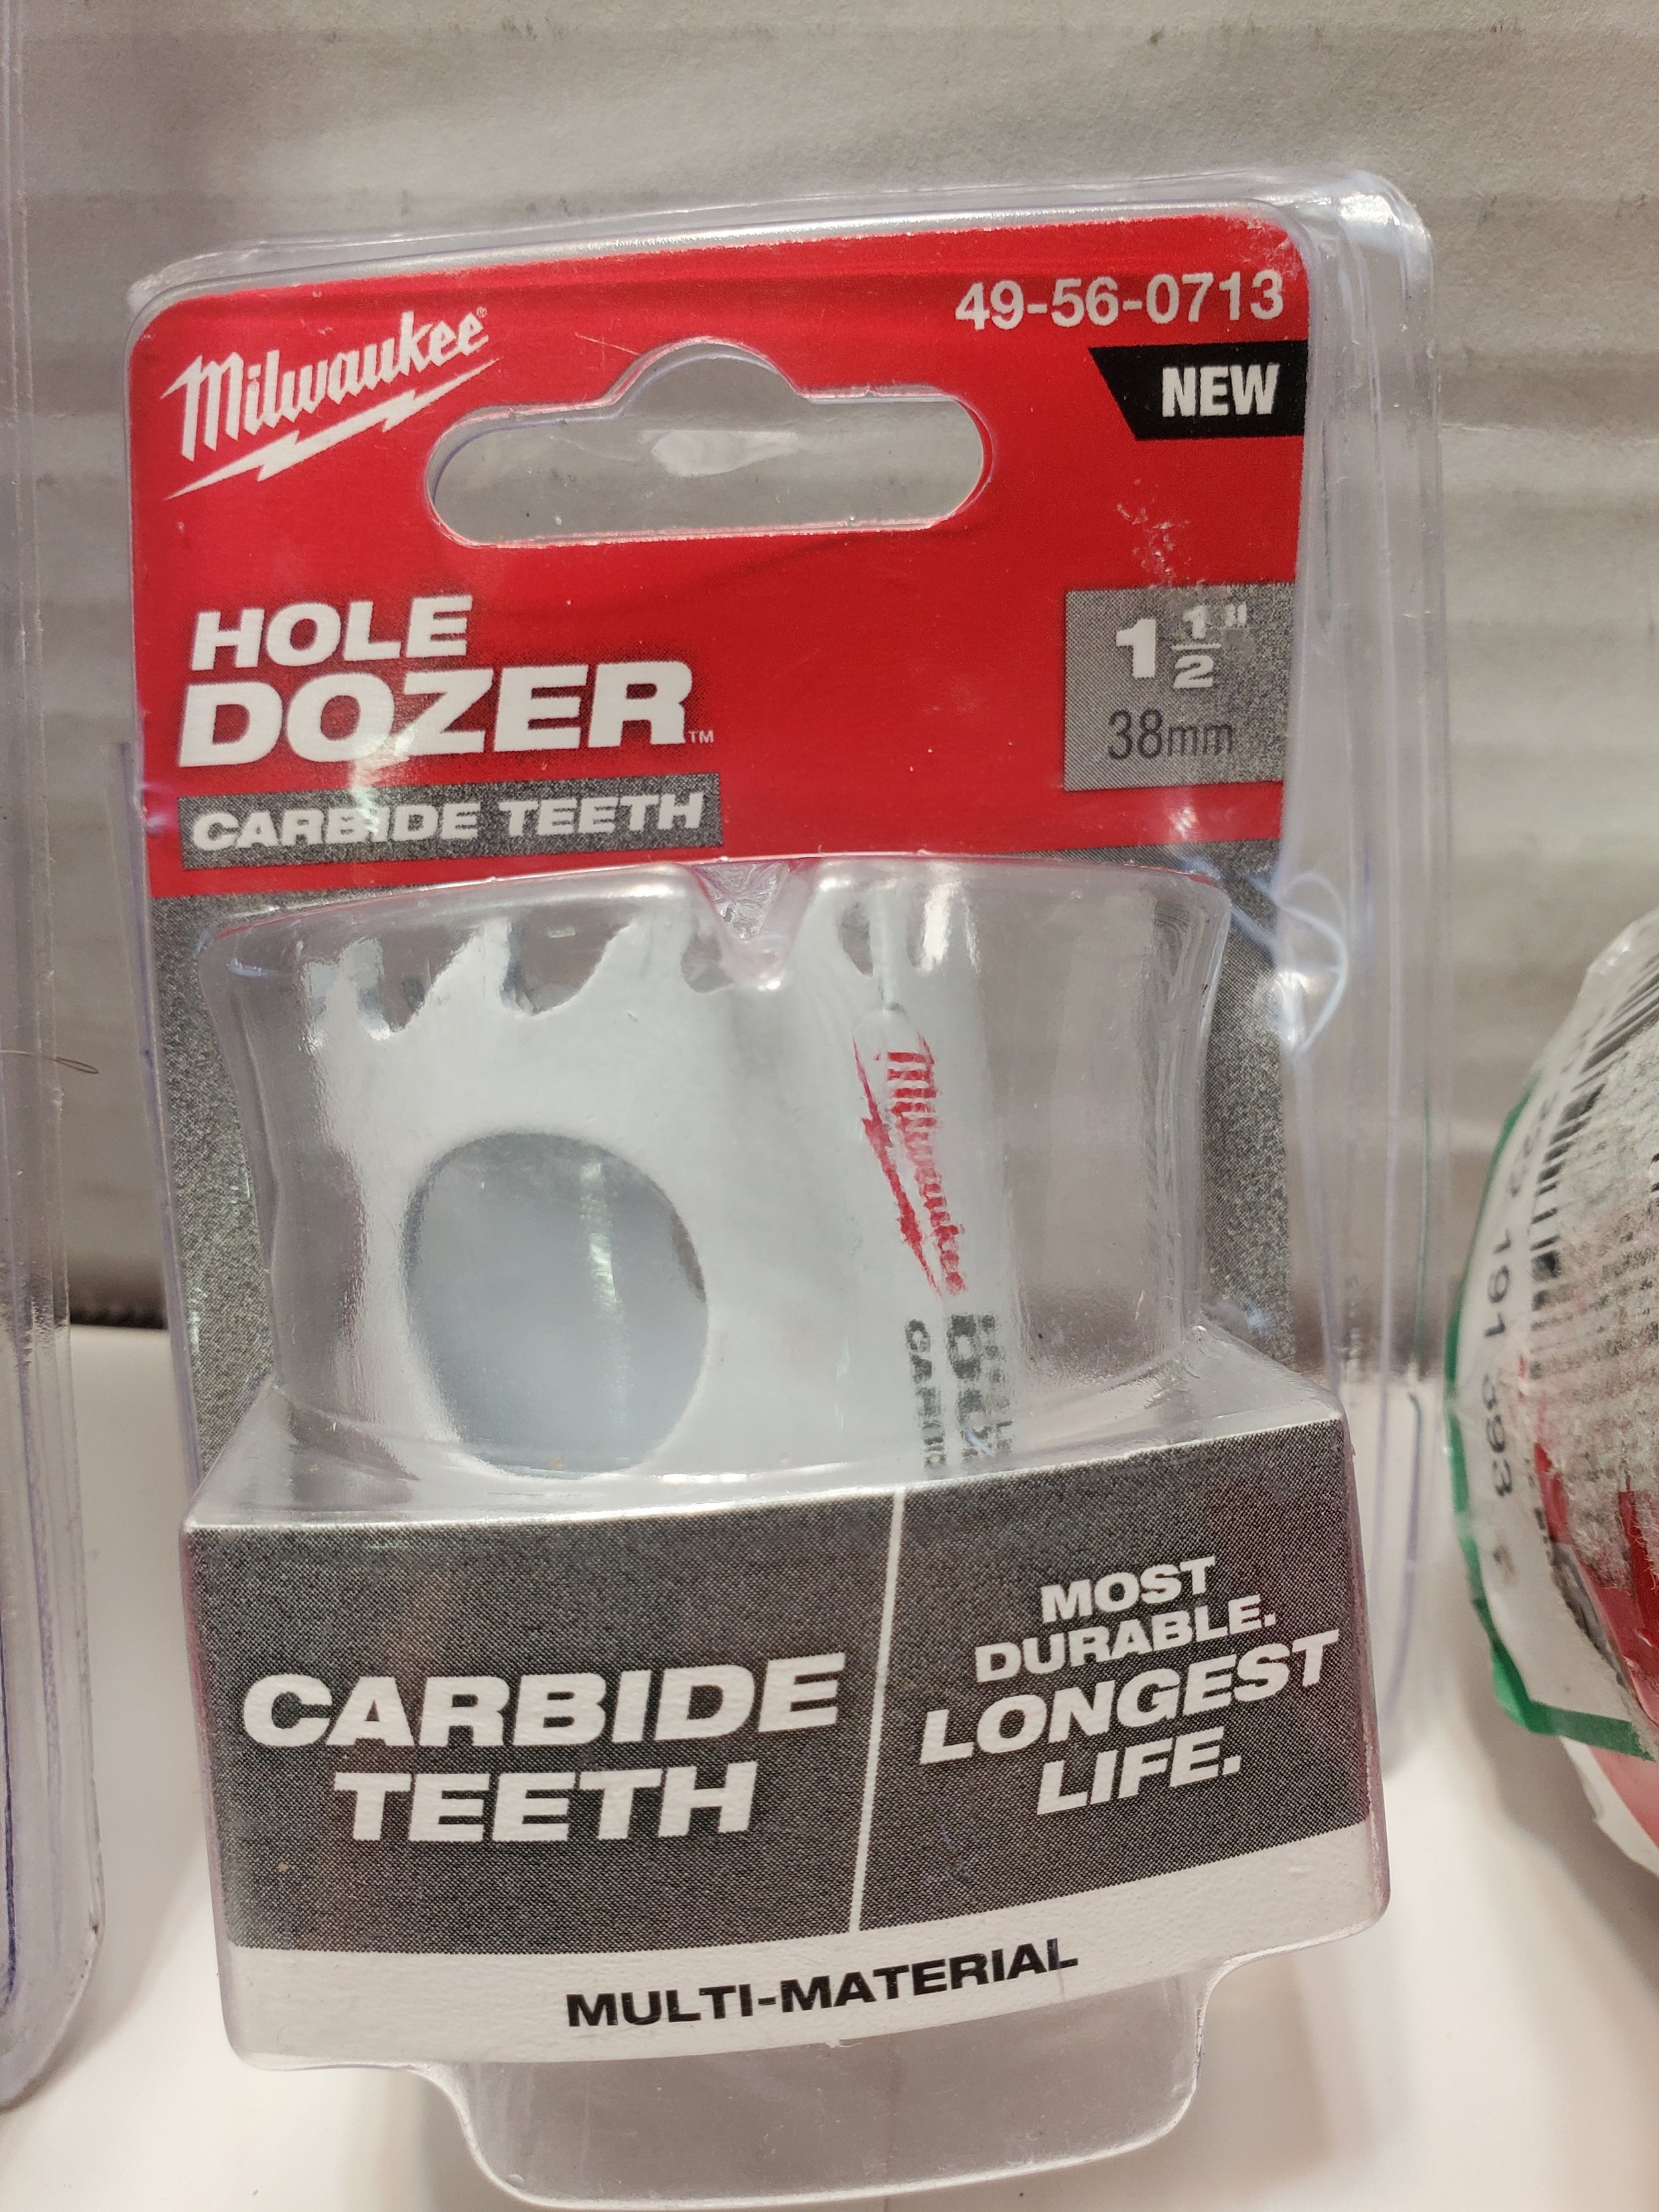 Milwaukee®
49-56-0713
NEW
HOLE
DOZER™
CARBIDE TEETH
1 1/2"
38mm
Milwaukee
CARBIDE
TEETH
MOST
DURABLE.
LONGEST
LIFE.
MULTI-MATERIAL